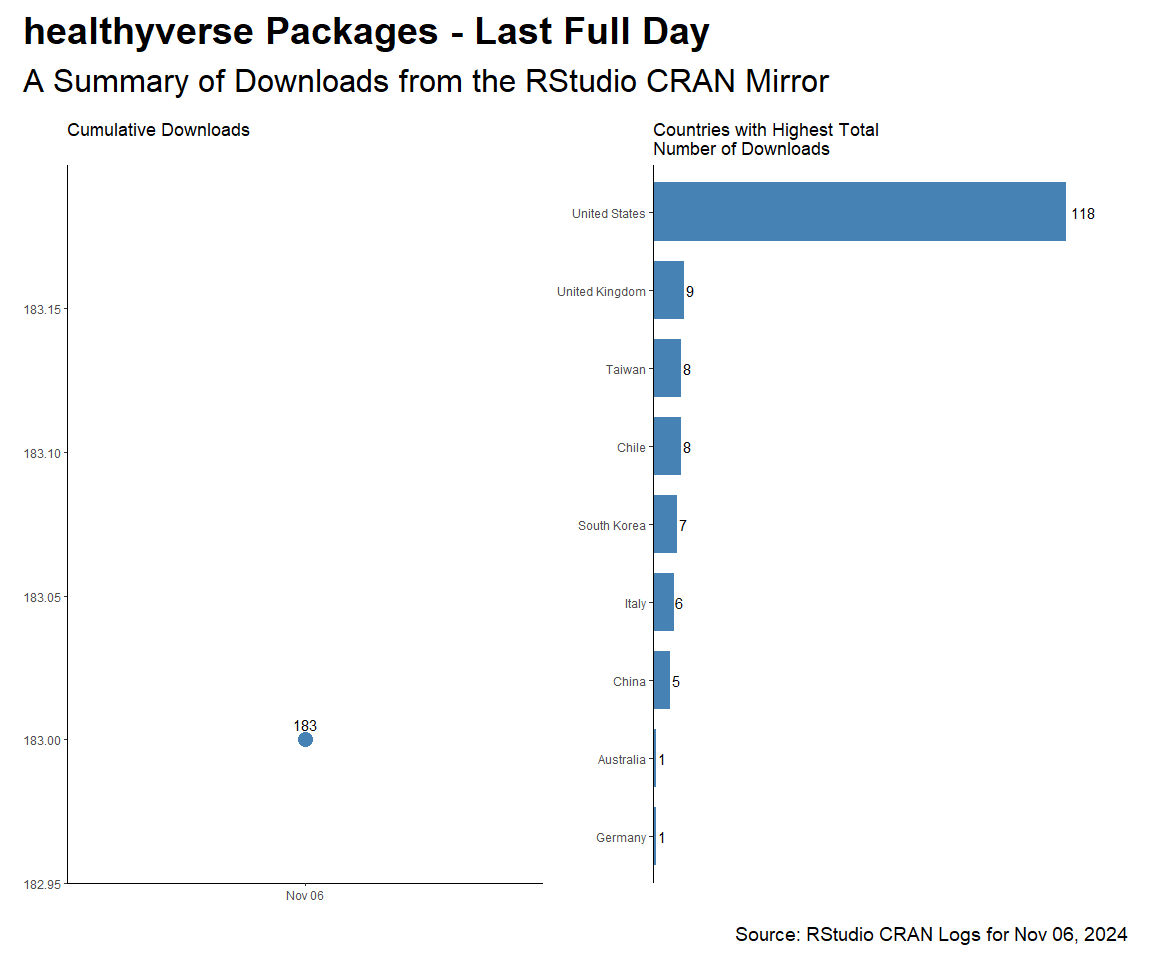 healthyverse Packages - Last Full Day
A Summary of Downloads from the RStudio CRAN Mirror
Cumulative Downloads
183.15
183.10
183.05
183.00
182.95
183
Nov 06
Countries with Highest Total
Number of Downloads
United States 118
United Kingdom 9
Taiwan 8
Chile 8
South Korea 7
Italy 6
China 5
Australia 1
Germany 1
Source: RStudio CRAN Logs for Nov 06, 2024